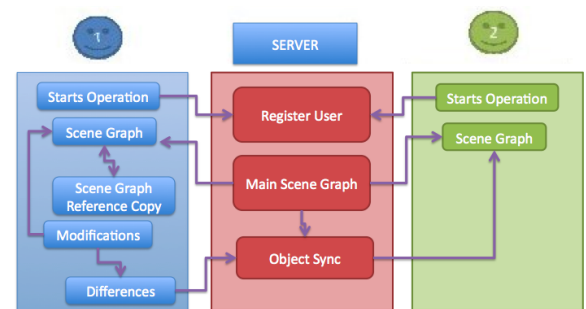 1
SERVER
2
Starts Operation
Scene Graph
Scene Graph
Reference Copy
Modifications
Differences
Register User
Main Scene Graph
Object Sync
Starts Operation
Scene Graph